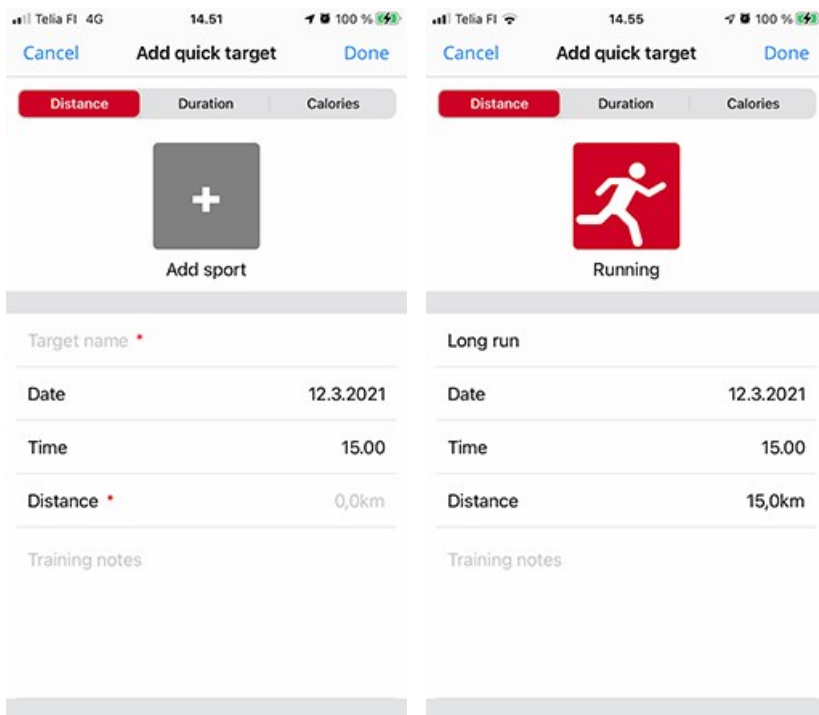 Telia FI 4G 14.51 100 %
Cancel Add quick target Done
Distance Duration Calories
+
Add sport
Target name *
Date 12.3.2021
Time 15.00
Distance * 0,0km
Training notes
Telia FI 14.55 100 %
Cancel Add quick target Done
Distance Duration Calories
Running
Long run
Date 12.3.2021
Time 15.00
Distance 15,0km
Training notes